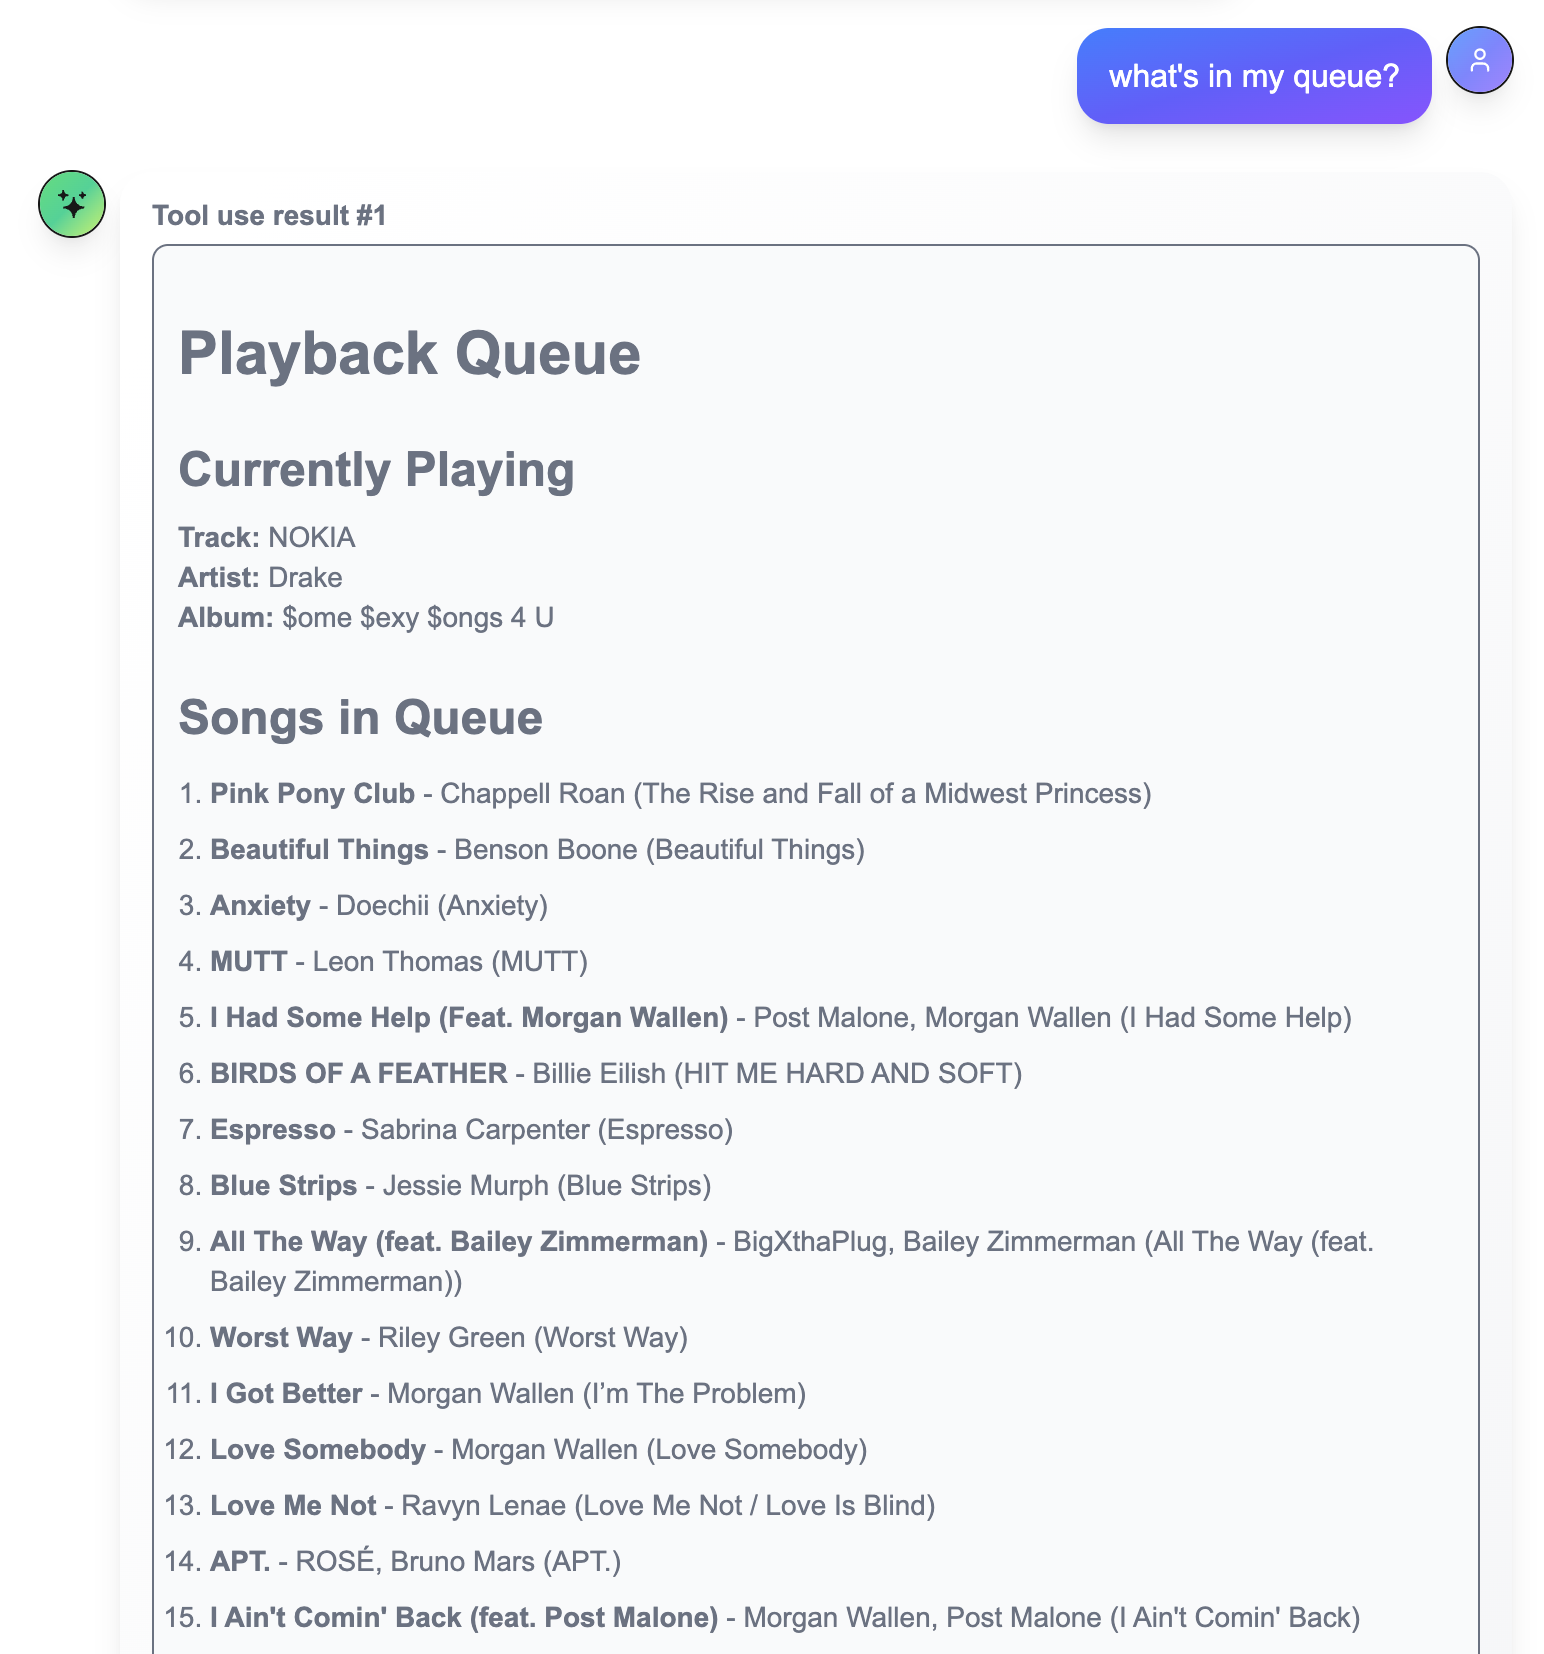 what's in my queue?
Tool use result #1
Playback Queue
Currently Playing
Track: NOKIA
Artist: Drake
Album: $ome $exy $ongs 4 U
Songs in Queue
1. Pink Pony Club - Chappell Roan (The Rise and Fall of a Midwest Princess)
2. Beautiful Things - Benson Boone (Beautiful Things)
3. Anxiety - Doechii (Anxiety)
4. MUTT - Leon Thomas (MUTT)
5. I Had Some Help (Feat. Morgan Wallen) - Post Malone, Morgan Wallen (I Had Some Help)
6. BIRDS OF A FEATHER - Billie Eilish (HIT ME HARD AND SOFT)
7. Espresso - Sabrina Carpenter (Espresso)
8. Blue Strips - Jessie Murph (Blue Strips)
9. All The Way (feat. Bailey Zimmerman) - BigXthaPlug, Bailey Zimmerman (All The Way (feat.
Bailey Zimmerman))
10. Worst Way - Riley Green (Worst Way)
11. I Got Better - Morgan Wallen (I’m The Problem)
12. Love Somebody - Morgan Wallen (Love Somebody)
13. Love Me Not - Ravyn Lenae (Love Me Not / Love Is Blind)
14. APT. - ROSÉ, Bruno Mars (APT.)
15. I Ain't Comin' Back (feat. Post Malone) - Morgan Wallen, Post Malone (I Ain't Comin' Back)